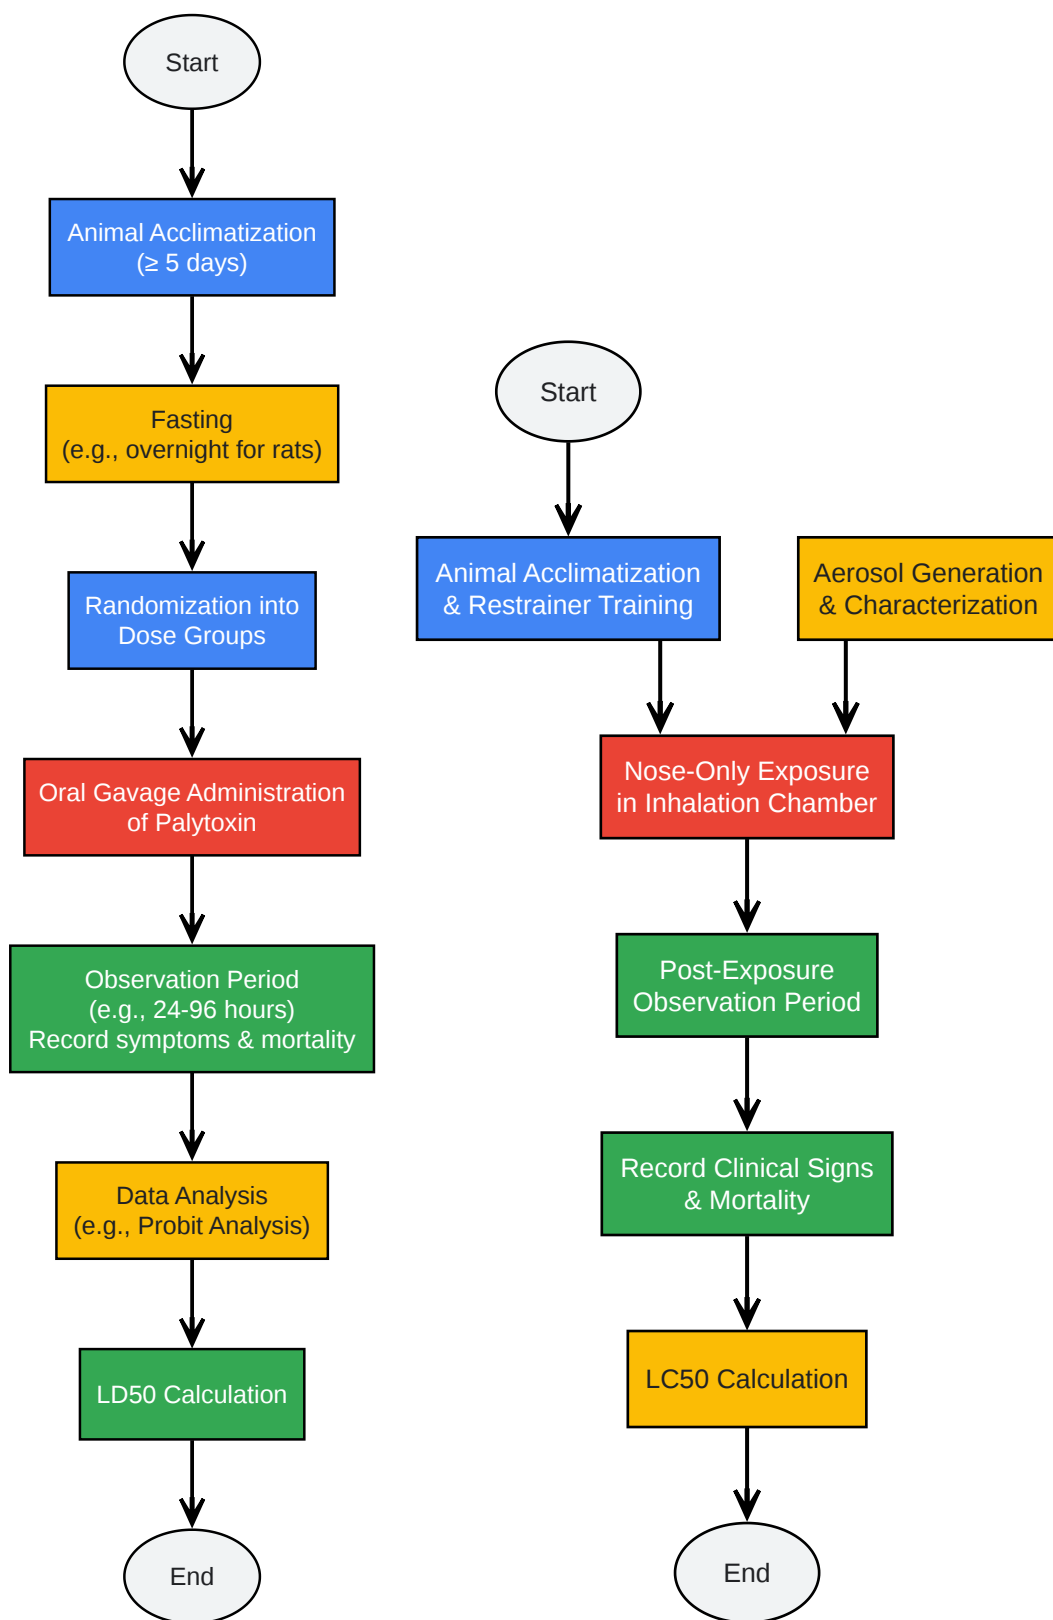 Start
Animal Acclimatization
(≥ 5 days)
Fasting
(e.g., overnight for rats)
Randomization into
Dose Groups
Oral Gavage Administration
of Palytoxin
Observation Period
(e.g., 24-96 hours)
Record symptoms & mortality
Data Analysis
(e.g., Probit Analysis)
LD50 Calculation
End
Start
Animal Acclimatization
& Restrainer Training
Aerosol Generation
& Characterization
Nose-Only Exposure
in Inhalation Chamber
Post-Exposure
Observation Period
Record Clinical Signs
& Mortality
LC50 Calculation
End